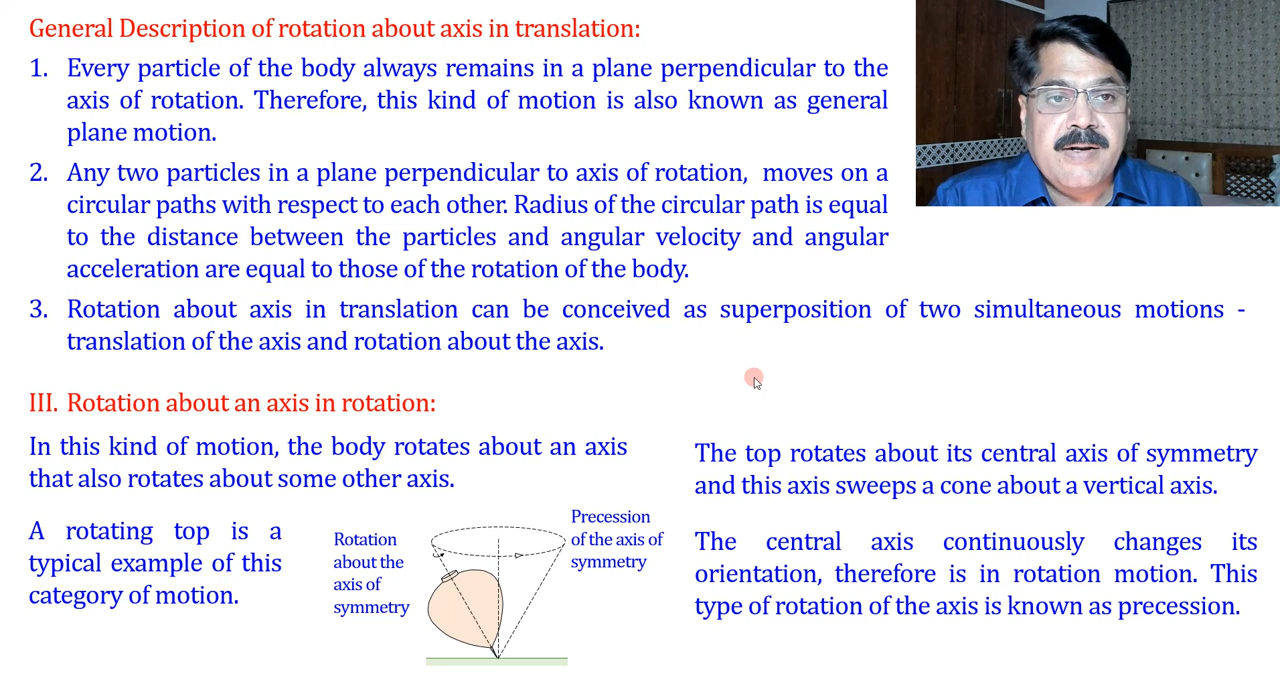 General Description of rotation about axis in translation:
1. Every particle of the body always remains in a plane perpendicular to the
axis of rotation. Therefore, this kind of motion is also known as general
plane motion.
2. Any two particles in a plane perpendicular to axis of rotation, moves on a
circular paths with respect to each other. Radius of the circular path is equal
to the distance between the particles and angular velocity and angular
acceleration are equal to those of the rotation of the body.
3. Rotation about axis in translation can be conceived as superposition of two simultaneous motions -
translation of the axis and rotation about the axis.
III. Rotation about an axis in rotation:
In this kind of motion, the body rotates about an axis
that also rotates about some other axis.
A rotating top is a
typical example of this
category of motion.
Rotation
about the
axis of
symmetry
Precession
of the axis of
symmetry
The top rotates about its central axis of symmetry
and this axis sweeps a cone about a vertical axis.
The central axis continuously changes its
orientation, therefore is in rotation motion. This
type of rotation of the axis is known as precession.